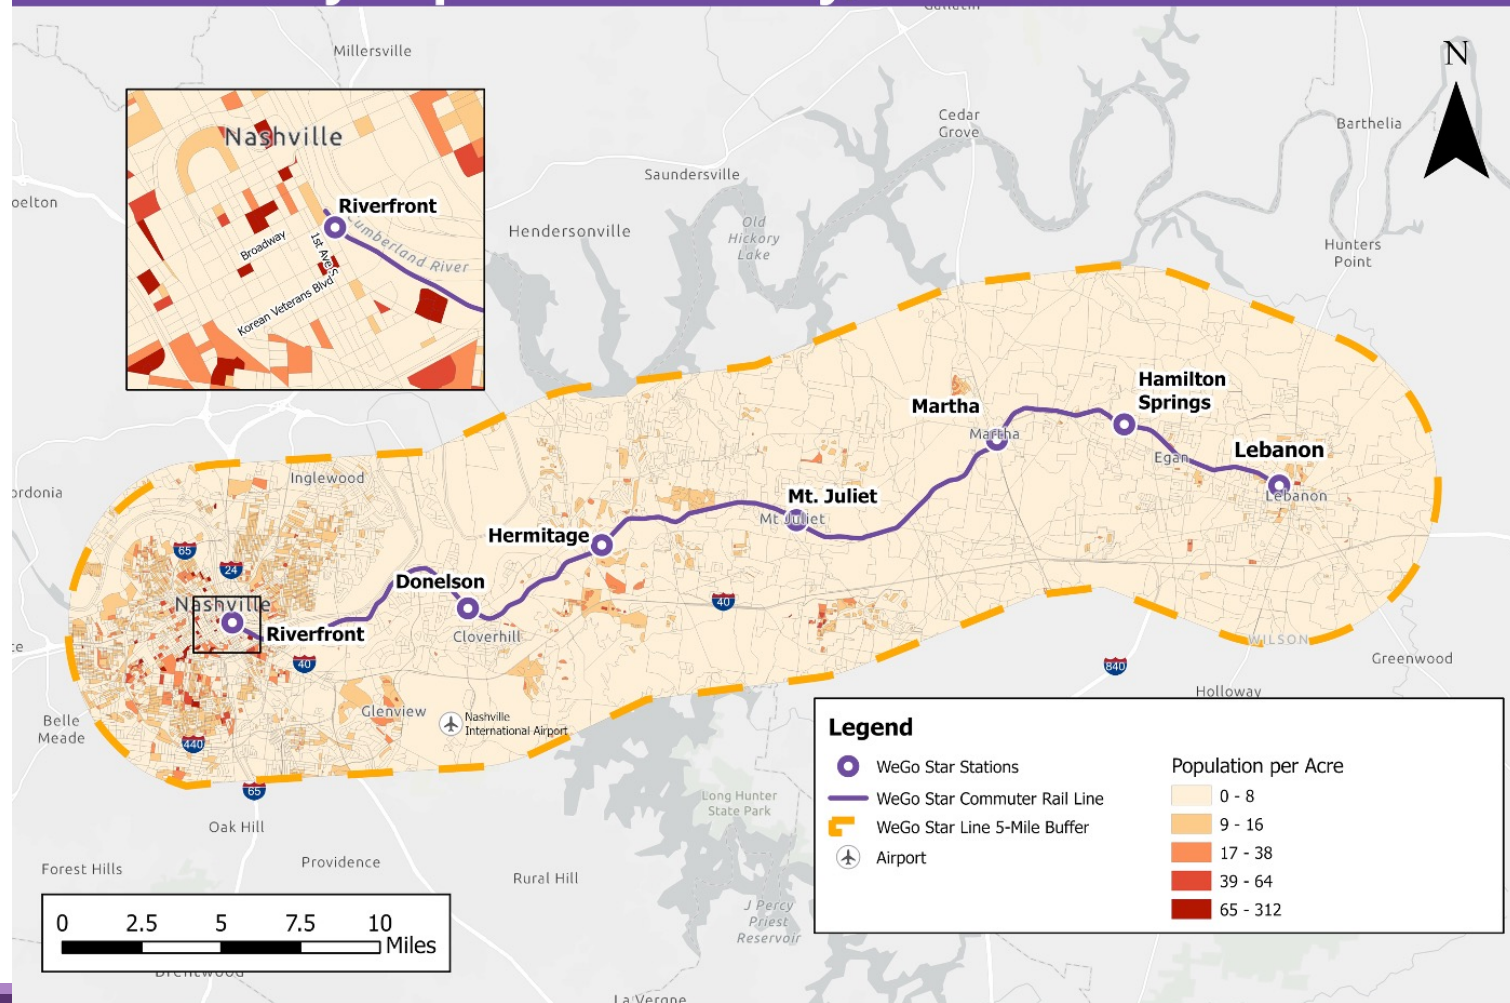 Millersville
N
Cedar
Grove
Barthelia
Nashville
Saundersville
oelton
Riverfront
Old
Hickory
Lake
Hendersonville
Cumberland River
Broadway
1st Ave S
Hunters
Point
Korean Veterans Blvd
Hamilton
Springs
Martha
Martha
Lebanon
Egan
Inglewood
ordonia
Lebanon
Mt. Juliet
Mt Juliet
Hermitage
65
24
Donelson
40
Nashville
Riverfront
Cloverhill
WILSON
40
840
Greenwood
Holloway
Belle
Meade
Glenview
Nashville
International Airport
440
65
Legend
WeGo Star Stations
WeGo Star Commuter Rail Line
WeGo Star Line 5-Mile Buffer
Airport
Population per Acre
0 - 8
9 - 16
17 - 38
39 - 64
65 - 312
Long Hunter
State Park
Oak Hill
Forest Hills
Providence
Rural Hill
J Percy
Priest
Reservoir
0 2.5 5 7.5 10
Miles
Brentwood
La Vergne